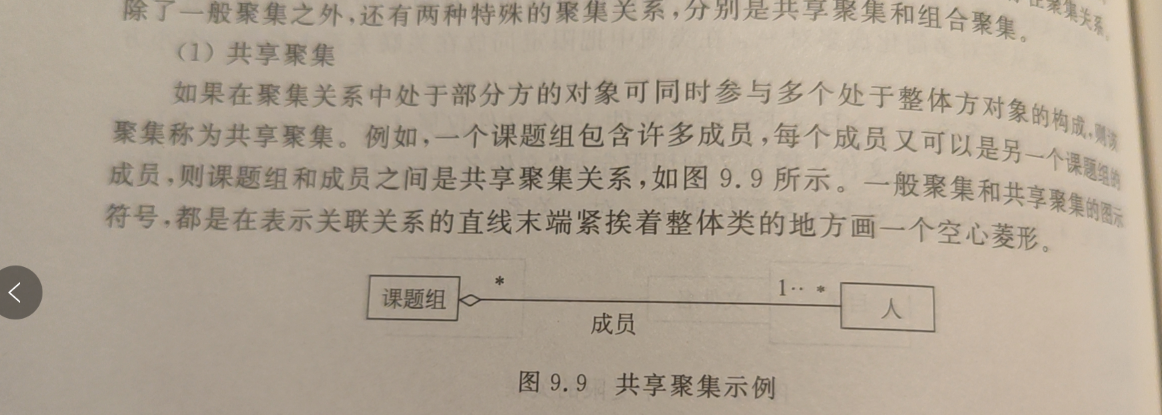 在聚集关系。
除了一般聚集之外,还有两种特殊的聚集关系,分别是共享聚集和组合聚集。
(1) 共享聚集
如果在聚集关系中处于部分方的对象可同时参与多个处于整体方对象的构成,则该
聚集称为共享聚集。例如,一个课题组包含许多成员,每个成员又可以是另一个课题组的
成员,则课题组和成员之间是共享聚集关系,如图 9.9 所示。一般聚集和共享聚集的图示
符号,都是在表示关联关系的直线末端紧挨着整体类的地方画一个空心菱形。
课题组 * 1‥* 人
成员
图 9.9 共享聚集示例